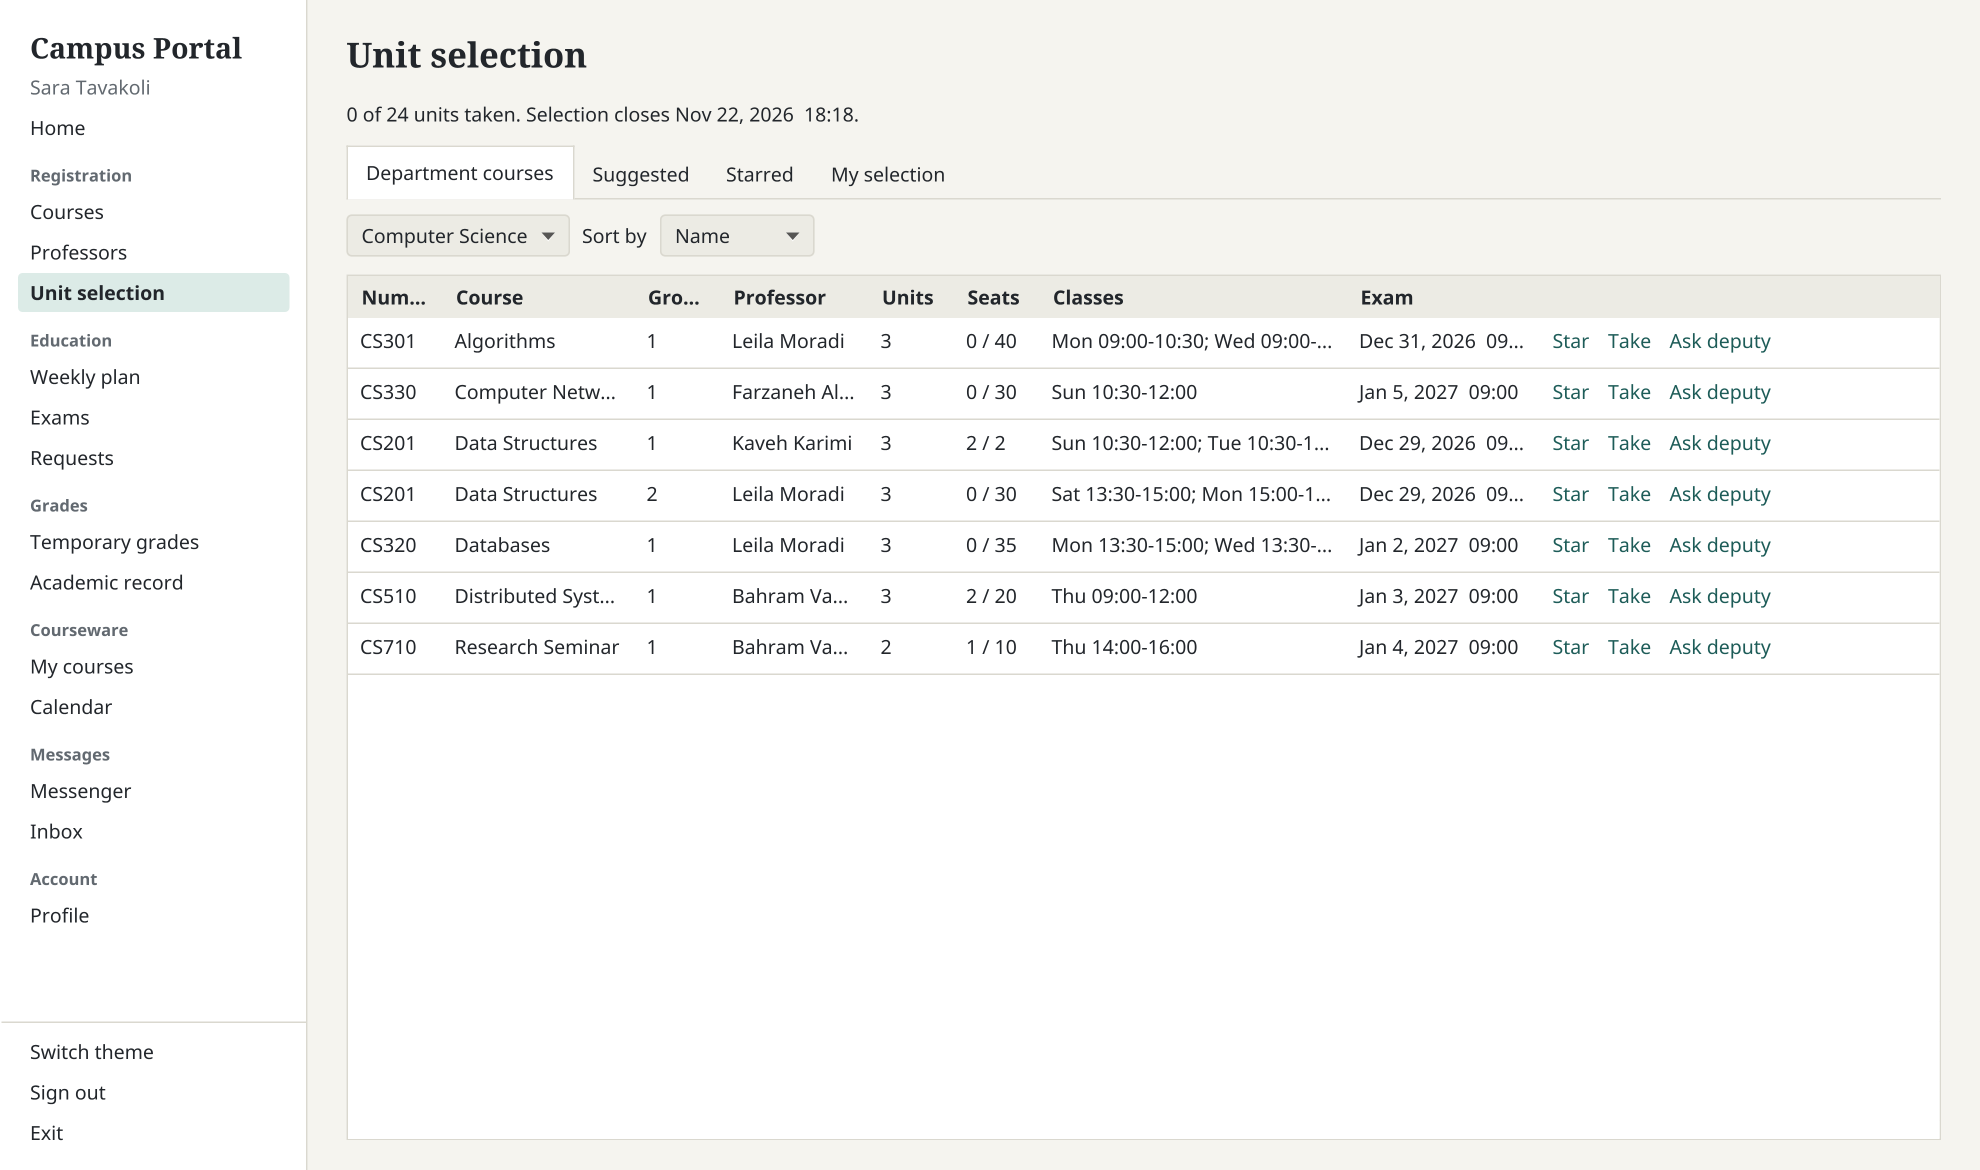 Campus Portal
Sara Tavakoli
Home
Registration
Courses
Professors
Unit selection
Education
Weekly plan
Exams
Requests
Grades
Temporary grades
Academic record
Courseware
My courses
Calendar
Messages
Messenger
Inbox
Account
Profile
Switch theme
Sign out
Exit
Unit selection
0 of 24 units taken. Selection closes Nov 22, 2026 18:18.
Department courses Suggested Starred My selection
Computer Science Sort by Name
Num... Course Gro... Professor Units Seats Classes Exam
CS301 Algorithms 1 Leila Moradi 3 0 / 40 Mon 09:00-10:30; Wed 09:00-... Dec 31, 2026 09... Star Take Ask deputy
CS330 Computer Netw... 1 Farzaneh Al... 3 0 / 30 Sun 10:30-12:00 Jan 5, 2027 09:00 Star Take Ask deputy
CS201 Data Structures 1 Kaveh Karimi 3 2 / 2 Sun 10:30-12:00; Tue 10:30-1... Dec 29, 2026 09... Star Take Ask deputy
CS201 Data Structures 2 Leila Moradi 3 0 / 30 Sat 13:30-15:00; Mon 15:00-1... Dec 29, 2026 09... Star Take Ask deputy
CS320 Databases 1 Leila Moradi 3 0 / 35 Mon 13:30-15:00; Wed 13:30-... Jan 2, 2027 09:00 Star Take Ask deputy
CS510 Distributed Syst... 1 Bahram Va... 3 2 / 20 Thu 09:00-12:00 Jan 3, 2027 09:00 Star Take Ask deputy
CS710 Research Seminar 1 Bahram Va... 2 1 / 10 Thu 14:00-16:00 Jan 4, 2027 09:00 Star Take Ask deputy